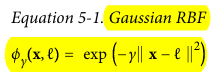 Equation 5-1. Gaussian RBF
ϕγ(x, ℓ) = exp(−γ‖ x − ℓ ‖²)